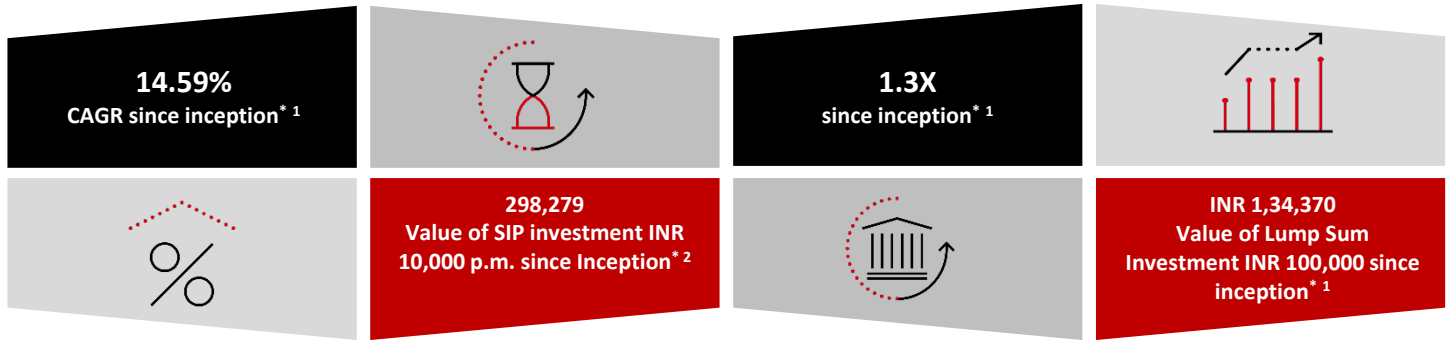 14.59%
CAGR since inception* 1
1.3X
since inception* 1
298,279
Value of SIP investment INR
10,000 p.m. since Inception* 2
INR 1,34,370
Value of Lump Sum
Investment INR 100,000 since
inception* 1